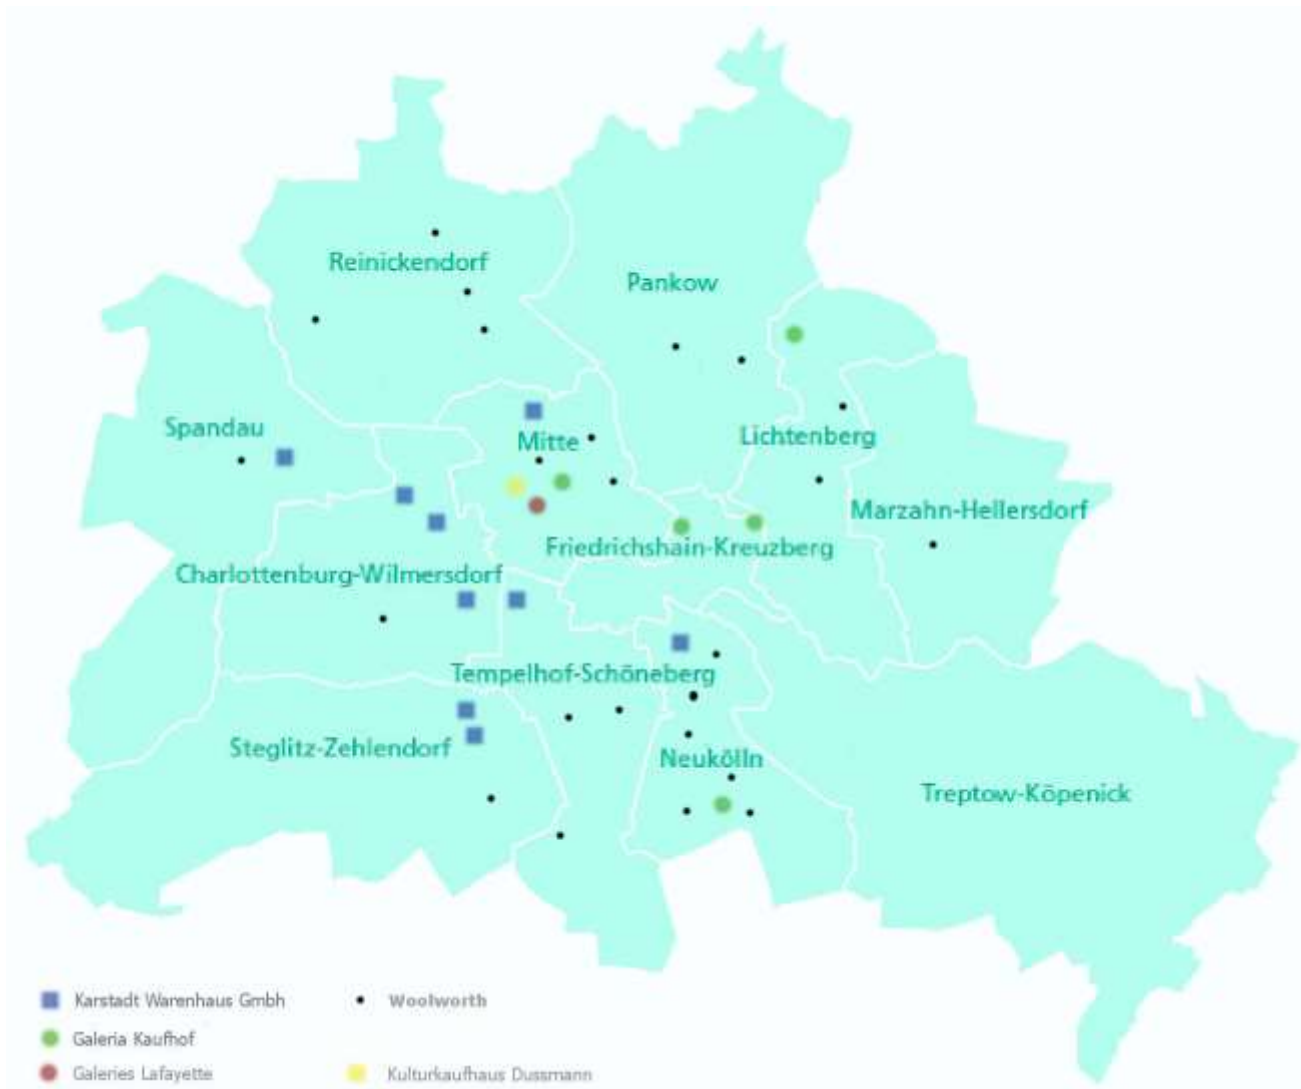 Reinickendorf
Pankow
Spandau
Mitte
Lichtenberg
Marzahn-Hellersdorf
Friedrichshain-Kreuzberg
Charlottenburg-Wilmersdorf
Tempelhof-Schöneberg
Steglitz-Zehlendorf
Neukölln
Treptow-Köpenick
Karstadt Warenhaus Gmbh
Woolworth
Galeria Kaufhof
Galeries Lafayette
Kulturkaufhaus Dussmann